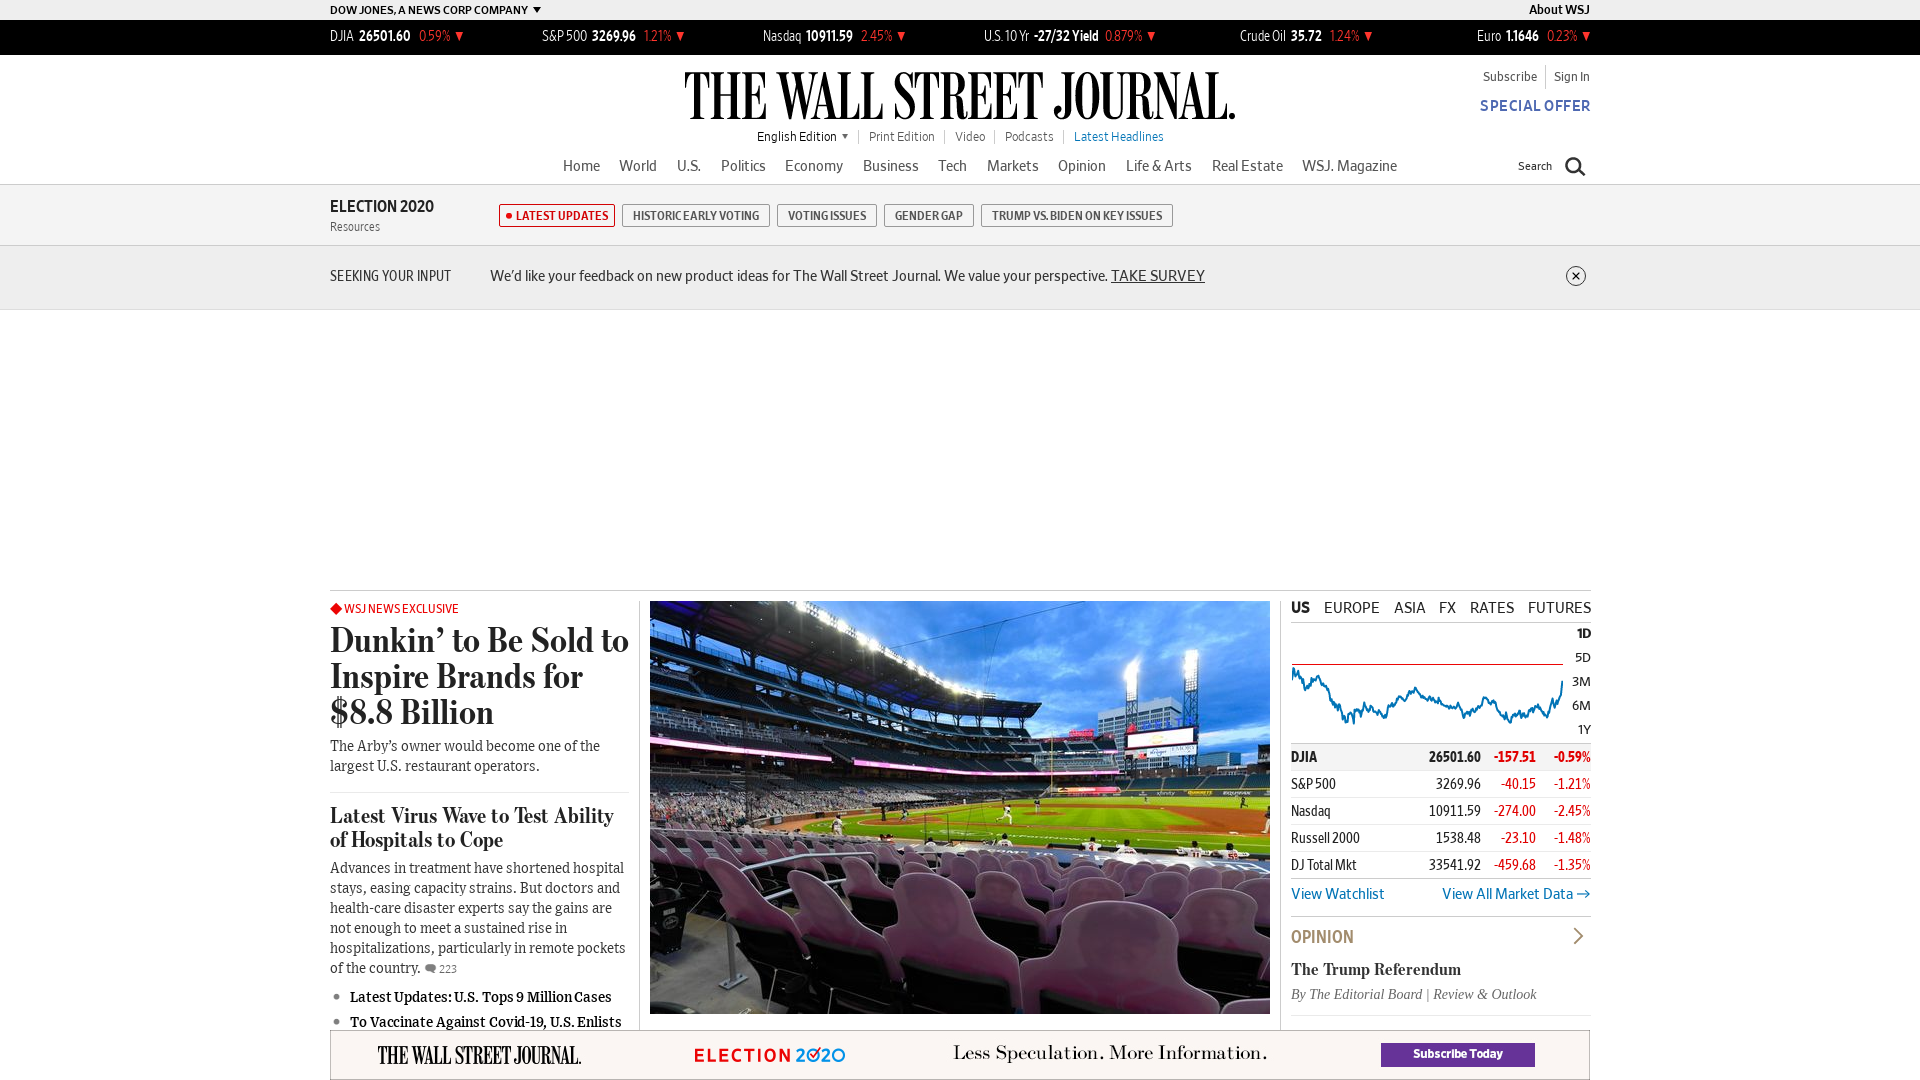 DOW JONES, A NEWS CORP COMPANY
About WSJ
DJIA 26501.60 0.59% ▼
S&P 500 3269.96 1.21% ▼
Nasdaq 10911.59 2.45% ▼
U.S. 10 Yr -27/32 Yield 0.879% ▼
Crude Oil 35.72 1.24% ▼
Euro 1.1646 0.23% ▼
THE WALL STREET JOURNAL.
Subscribe
Sign In
SPECIAL OFFER
English Edition
Print Edition
Video
Podcasts
Latest Headlines
Home
World
U.S.
Politics
Economy
Business
Tech
Markets
Opinion
Life & Arts
Real Estate
WSJ. Magazine
Search
ELECTION 2020
Resources
LATEST UPDATES
HISTORIC EARLY VOTING
VOTING ISSUES
GENDER GAP
TRUMP VS. BIDEN ON KEY ISSUES
SEEKING YOUR INPUT
We’d like your feedback on new product ideas for The Wall Street Journal. We value your perspective. TAKE SURVEY
WSJ NEWS EXCLUSIVE
Dunkin’ to Be Sold to
Inspire Brands for
$8.8 Billion
The Arby’s owner would become one of the
largest U.S. restaurant operators.
Latest Virus Wave to Test Ability
of Hospitals to Cope
Advances in treatment have shortened hospital
stays, easing capacity strains. But doctors and
health-care disaster experts say the gains are
not enough to meet a sustained rise in
hospitalizations, particularly in remote pockets
of the country. 223
Latest Updates: U.S. Tops 9 Million Cases
To Vaccinate Against Covid-19, U.S. Enlists
US EUROPE ASIA FX RATES FUTURES
1D
5D
3M
6M
1Y
DJIA 26501.60 -157.51 -0.59%
S&P 500 3269.96 -40.15 -1.21%
Nasdaq 10911.59 -274.00 -2.45%
Russell 2000 1538.48 -23.10 -1.48%
DJ Total Mkt 33541.92 -459.68 -1.35%
View Watchlist
View All Market Data →
OPINION
The Trump Referendum
By The Editorial Board | Review & Outlook
THE WALL STREET JOURNAL.
ELECTION 2020
Less Speculation. More Information.
Subscribe Today